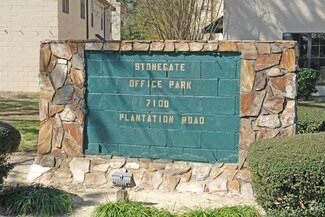 STONEGATE
OFFICE PARK
7100
PLANTATION ROAD